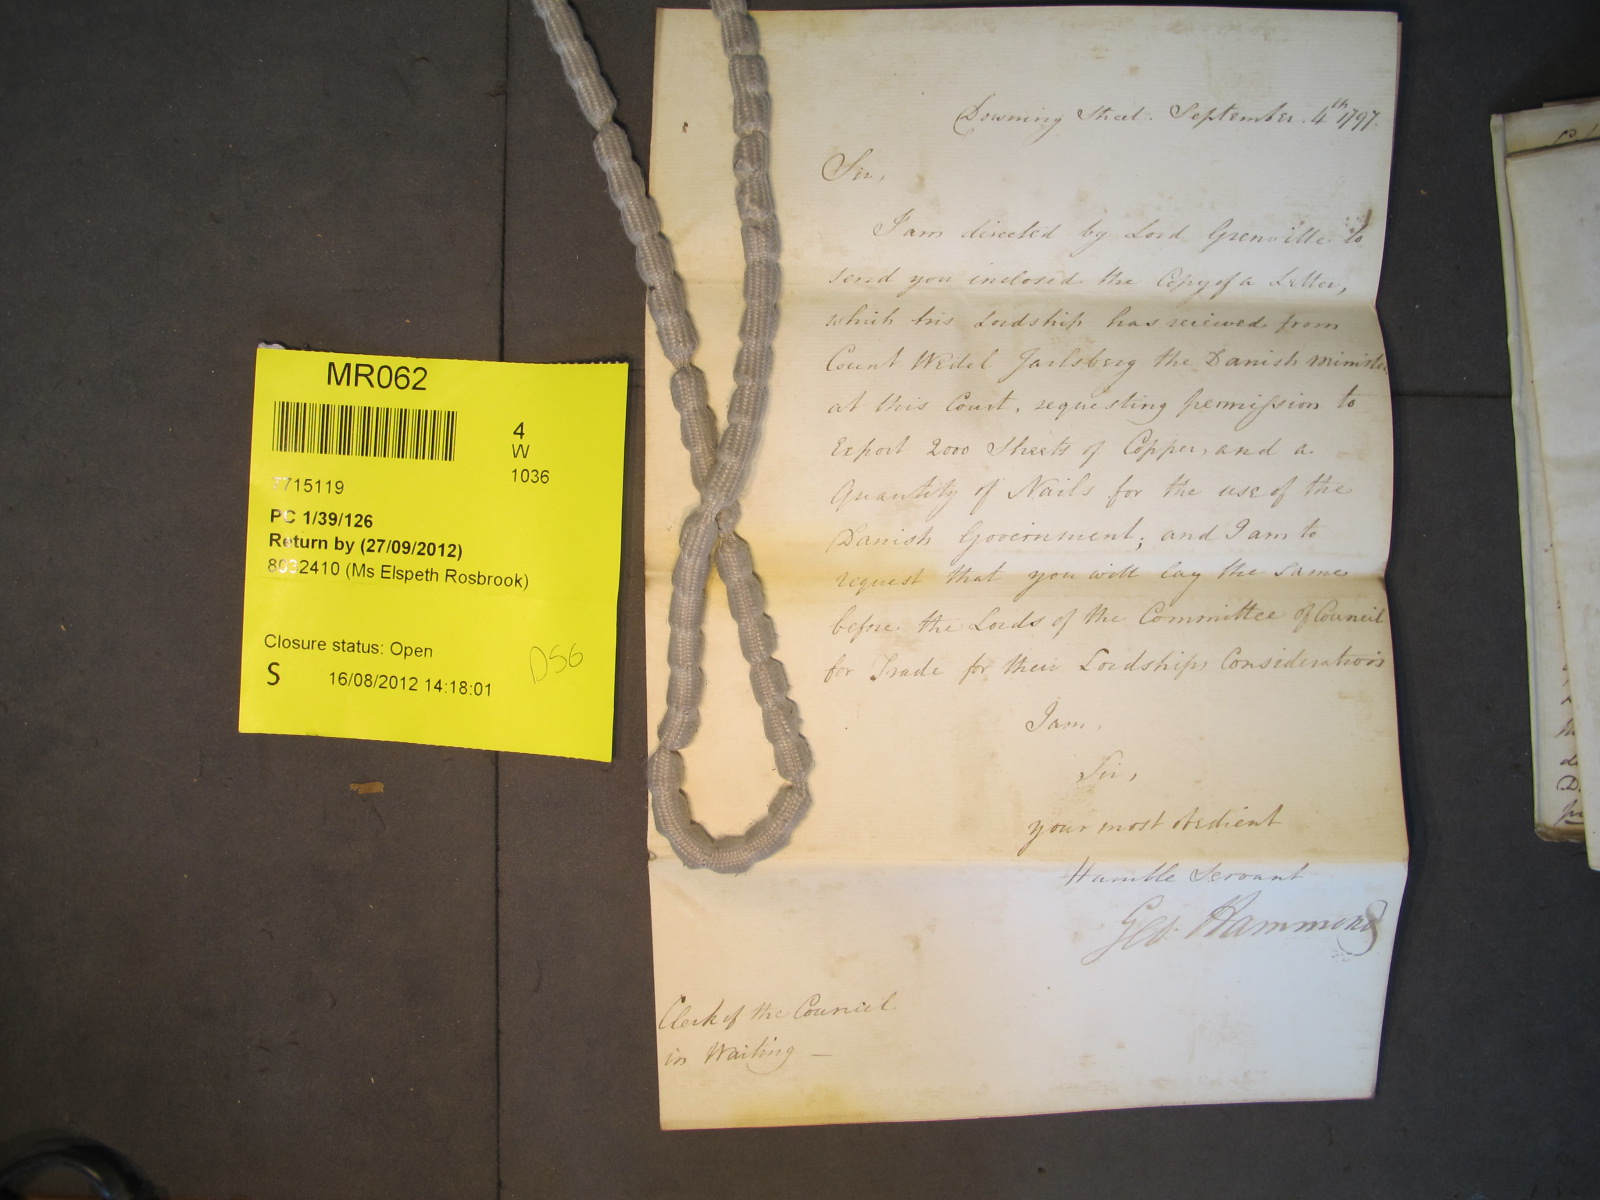 MR062
4
W
1036
7715119
PC 1/39/126
Return by (27/09/2012)
8032410 (Ms Elspeth Rosbrook)
Closure status: Open
S
16/08/2012 14:18:01
DSG
Downing Street. September. 4th 1797.
Sir,
I am directed by Lord Grenville to
send you inclosed the Copy of a Letter,
which his Lordship has received from
Count Wedel Jarlsberg the Danish Minister
at this Court, requesting permission to
Export 2000 Sheets of Copper, and a
Quantity of Nails for the use of the
Danish Government; and I am to
request that you will lay the same
before the Lords of the Committee of Council
for Trade for their Lordships Consideration
I am,
Sir,
your most obedient
Humble Servant
Geo. Hammond
Clerk of the Council
in Waiting —